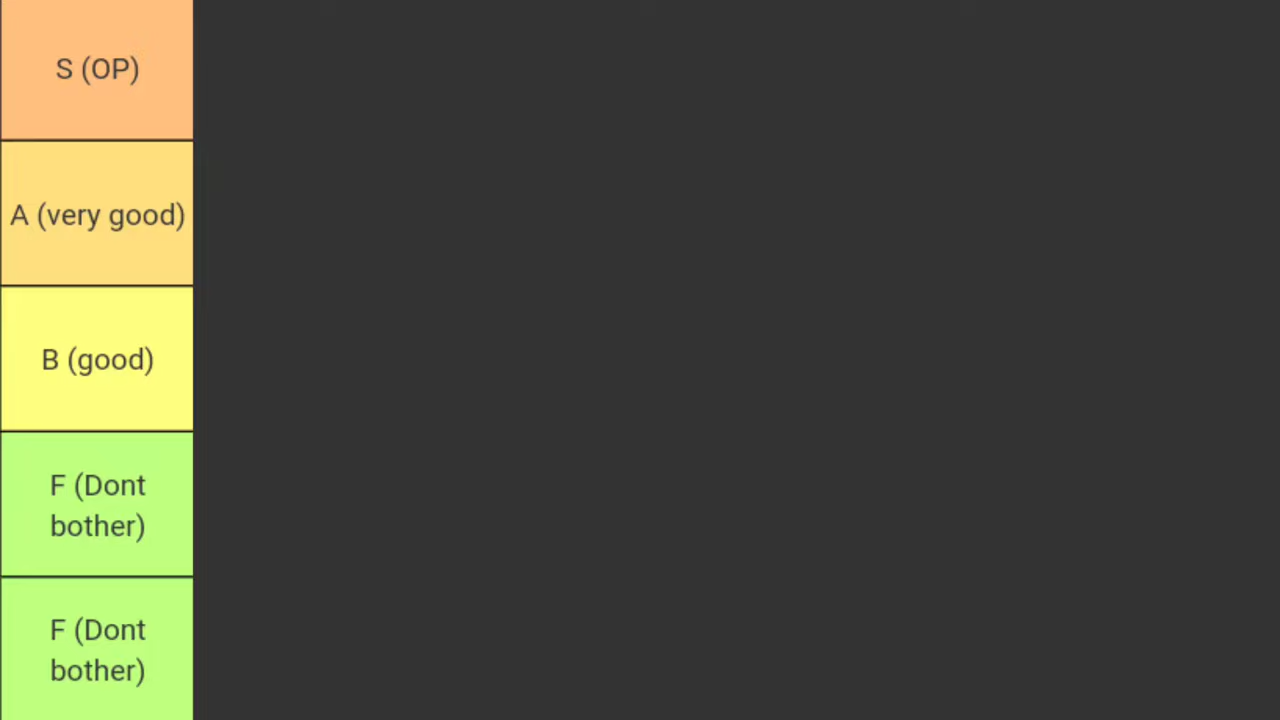 S (OP)
A (very good)
B (good)
F (Dont
bother)
F (Dont
bother)